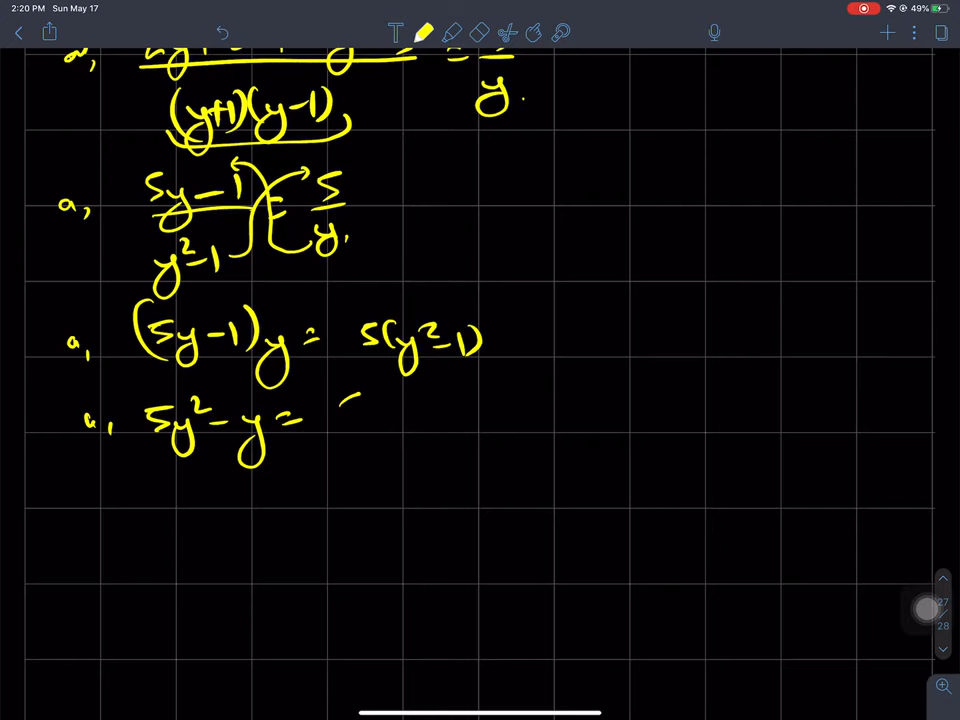 2:20 PM Sun May 17
49%
T
y
(y+1)(y-1)
5y-1 = 5
y²-1 y
(5y-1)y = 5(y²-1)
5y²-y =
27
/
28